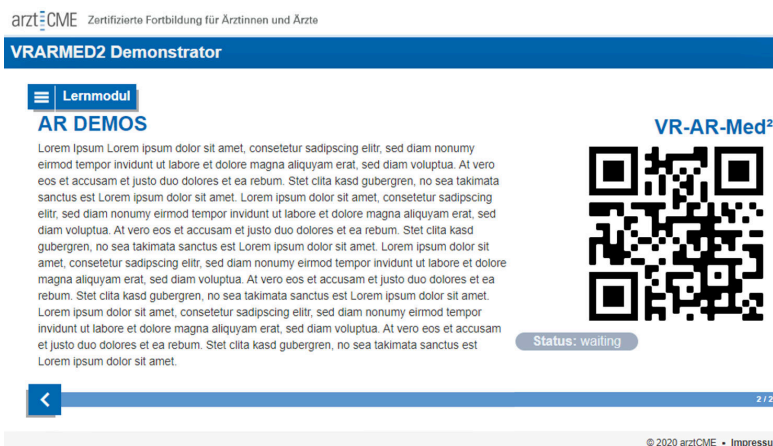 arztCME Zertifizierte Fortbildung für Ärztinnen und Ärzte
VRARMED2 Demonstrator
Lernmodul
AR DEMOS
Lorem Ipsum Lorem ipsum dolor sit amet, consetetur sadipscing elitr, sed diam nonumy
eirmod tempor invidunt ut labore et dolore magna aliquyam erat, sed diam voluptua. At vero
eos et accusam et justo duo dolores et ea rebum. Stet clita kasd gubergren, no sea takimata
sanctus est Lorem ipsum dolor sit amet. Lorem ipsum dolor sit amet, consetetur sadipscing
elitr, sed diam nonumy eirmod tempor invidunt ut labore et dolore magna aliquyam erat, sed
diam voluptua. At vero eos et accusam et justo duo dolores et ea rebum. Stet clita kasd
gubergren, no sea takimata sanctus est Lorem ipsum dolor sit amet. Lorem ipsum dolor sit
amet, consetetur sadipscing elitr, sed diam nonumy eirmod tempor invidunt ut labore et dolore
magna aliquyam erat, sed diam voluptua. At vero eos et accusam et justo duo dolores et ea
rebum. Stet clita kasd gubergren, no sea takimata sanctus est Lorem ipsum dolor sit amet.
Lorem ipsum dolor sit amet, consetetur sadipscing elitr, sed diam nonumy eirmod tempor
invidunt ut labore et dolore magna aliquyam erat, sed diam voluptua. At vero eos et accusam
et justo duo dolores et ea rebum. Stet clita kasd gubergren, no sea takimata sanctus est
Lorem ipsum dolor sit amet.
VR-AR-Med²
Status: waiting
2 / 2
© 2020 arztCME • Impressu